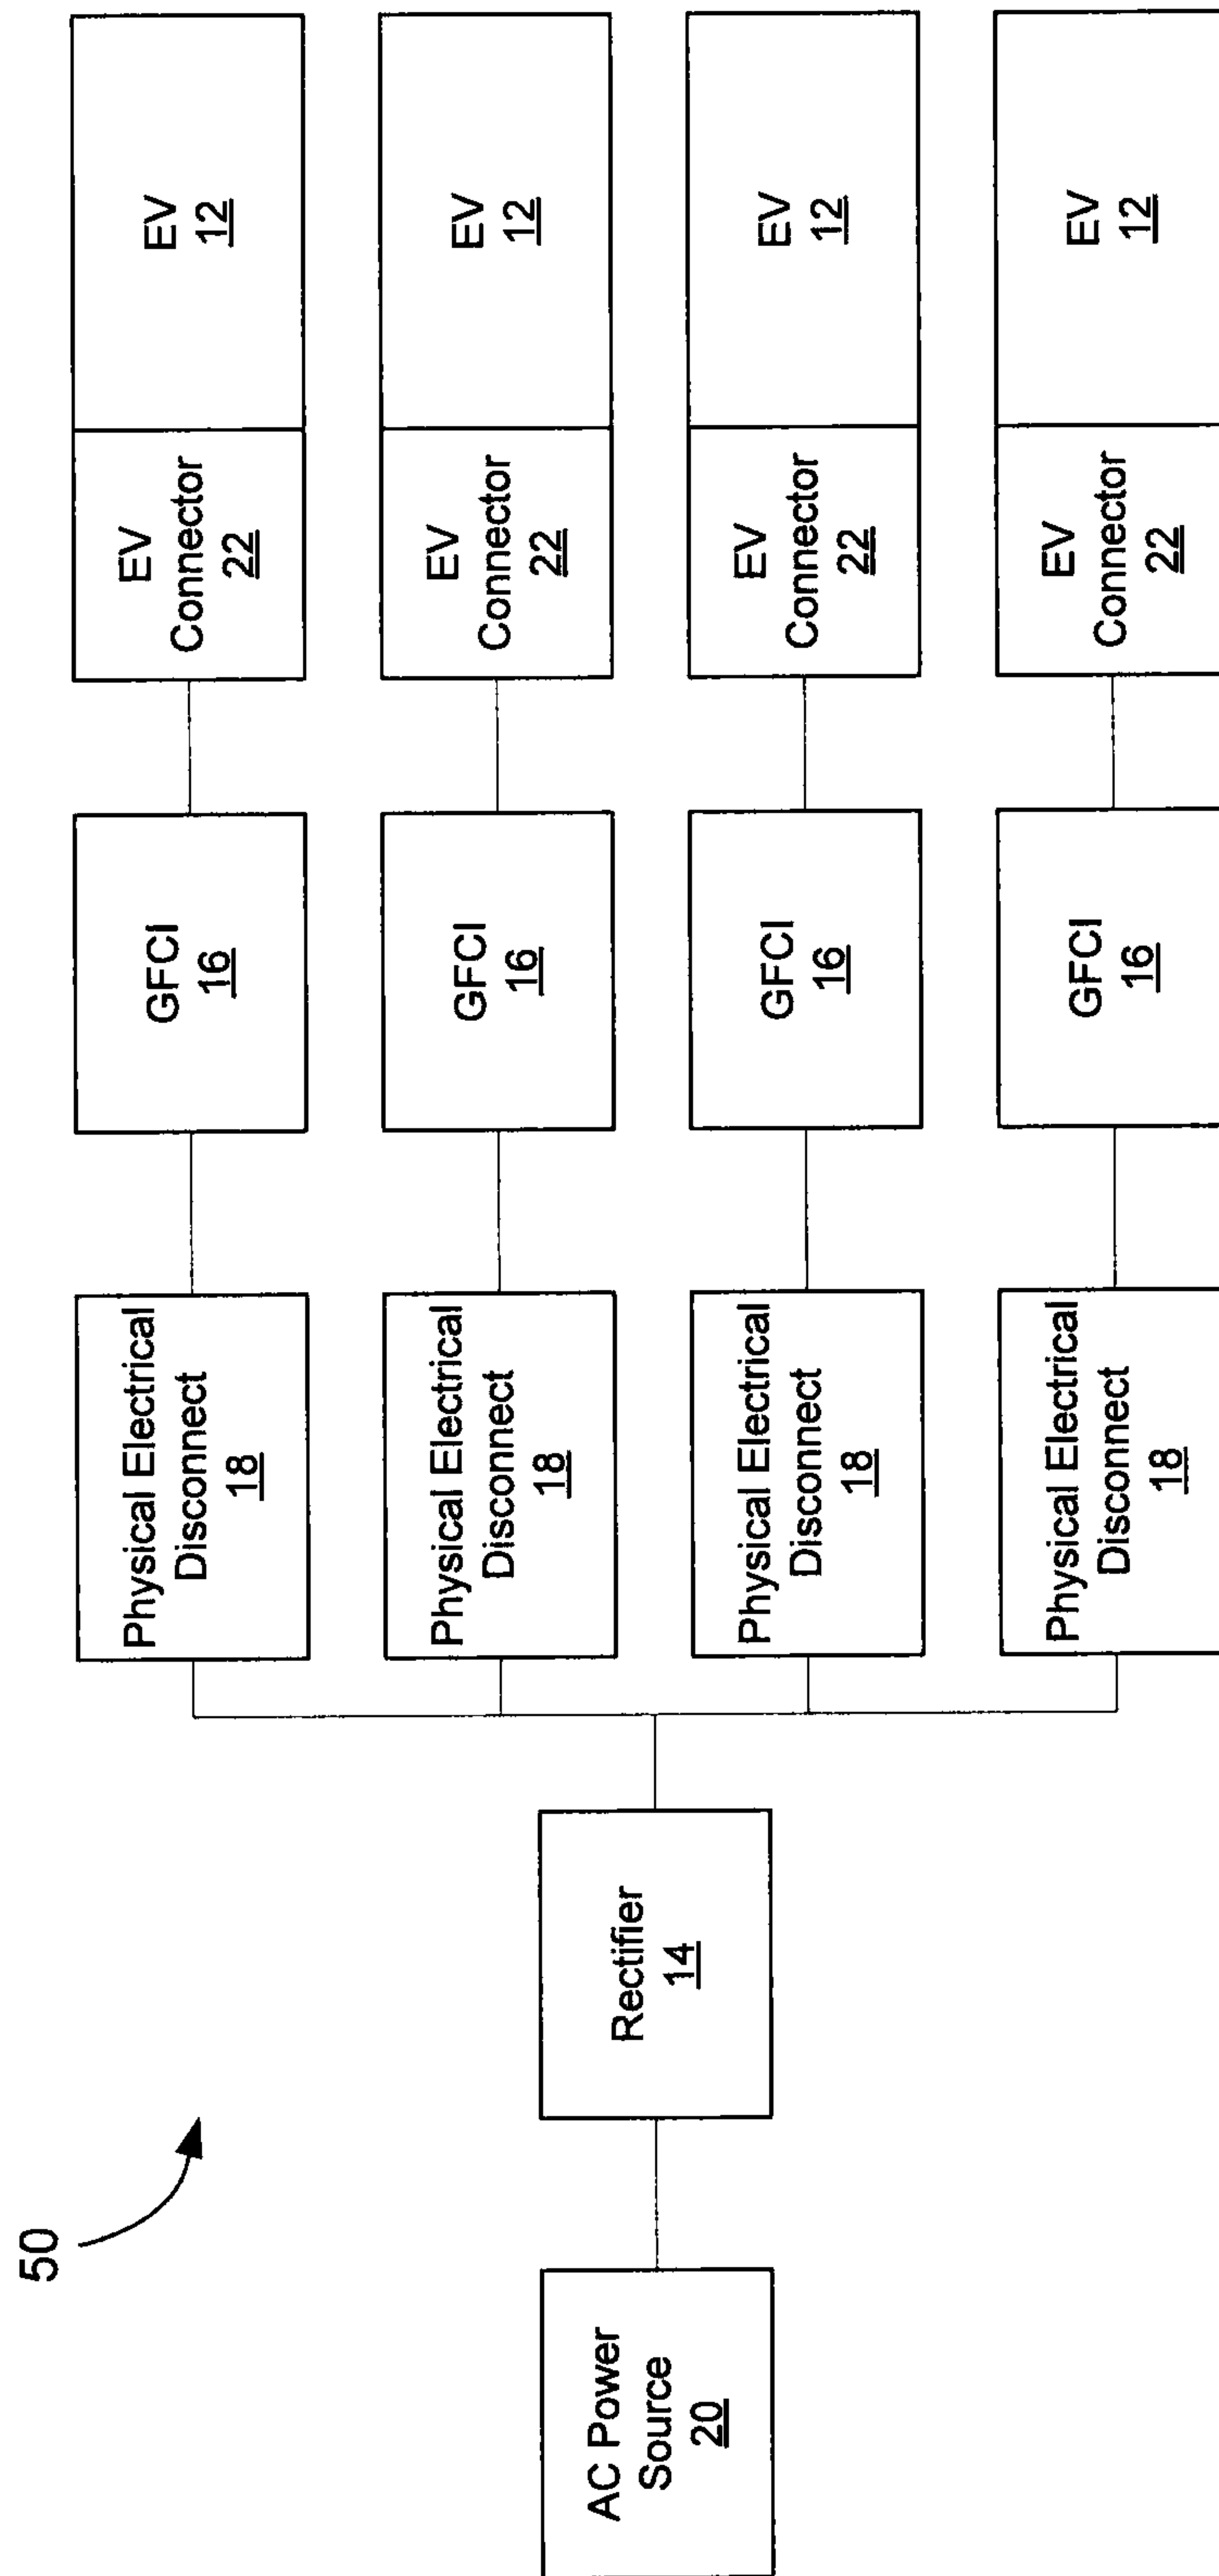 50
AC Power
Source
20
Rectifier
14
Physical Electrical
Disconnect
18
GFCI
16
EV
Connector
22
EV
12
Physical Electrical
Disconnect
18
GFCI
16
EV
Connector
22
EV
12
Physical Electrical
Disconnect
18
GFCI
16
EV
Connector
22
EV
12
Physical Electrical
Disconnect
18
GFCI
16
EV
Connector
22
EV
12